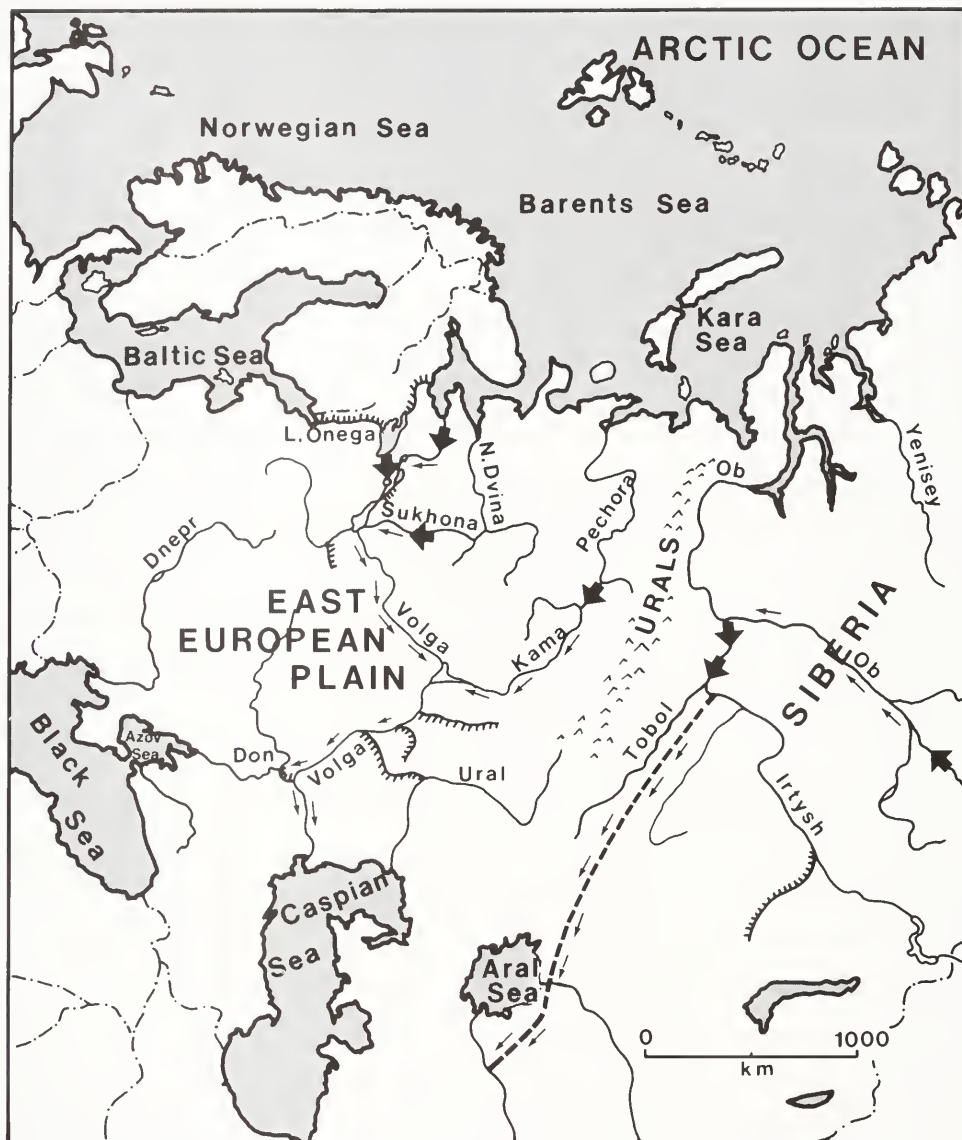 ARCTIC OCEAN
Norwegian Sea
Barents Sea
Kara
Sea
Baltic Sea
L. Onega
N. Dvina
Ob
Yenisey
Sukhona
Pechora
Dnepr
URALS
EAST
EUROPEAN
PLAIN
Volga
Kama
Ob
SIBERIA
Black
Sea
Azov
Sea
Don
Volga
Ural
Tobol
Irtysh
Caspian
Sea
Aral
Sea
0 1000
km